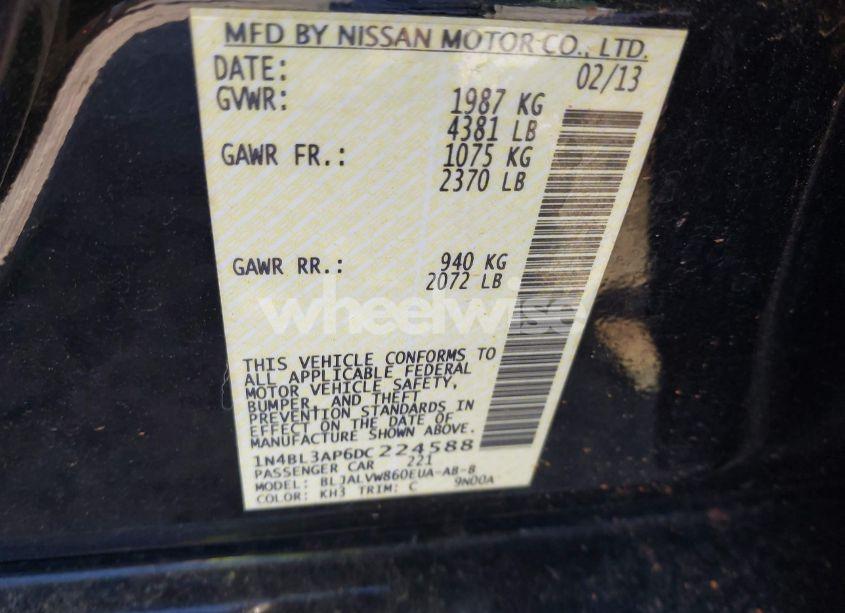 MFD BY NISSAN MOTOR CO., LTD.
DATE: 02/13
GVWR: 1987 KG
4381 LB
GAWR FR.: 1075 KG
2370 LB
GAWR RR.: 940 KG
2072 LB
wheelwise
THIS VEHICLE CONFORMS TO
ALL APPLICABLE FEDERAL
MOTOR VEHICLE SAFETY,
BUMPER, AND THEFT
PREVENTION STANDARDS IN
EFFECT ON THE DATE OF
MANUFACTURE SHOWN ABOVE.
1N4BL3AP6DC224588
PASSENGER CAR 221
MODEL: BLJALVW860EUA-AB-8
COLOR: KH3 TRIM: C 9N00A